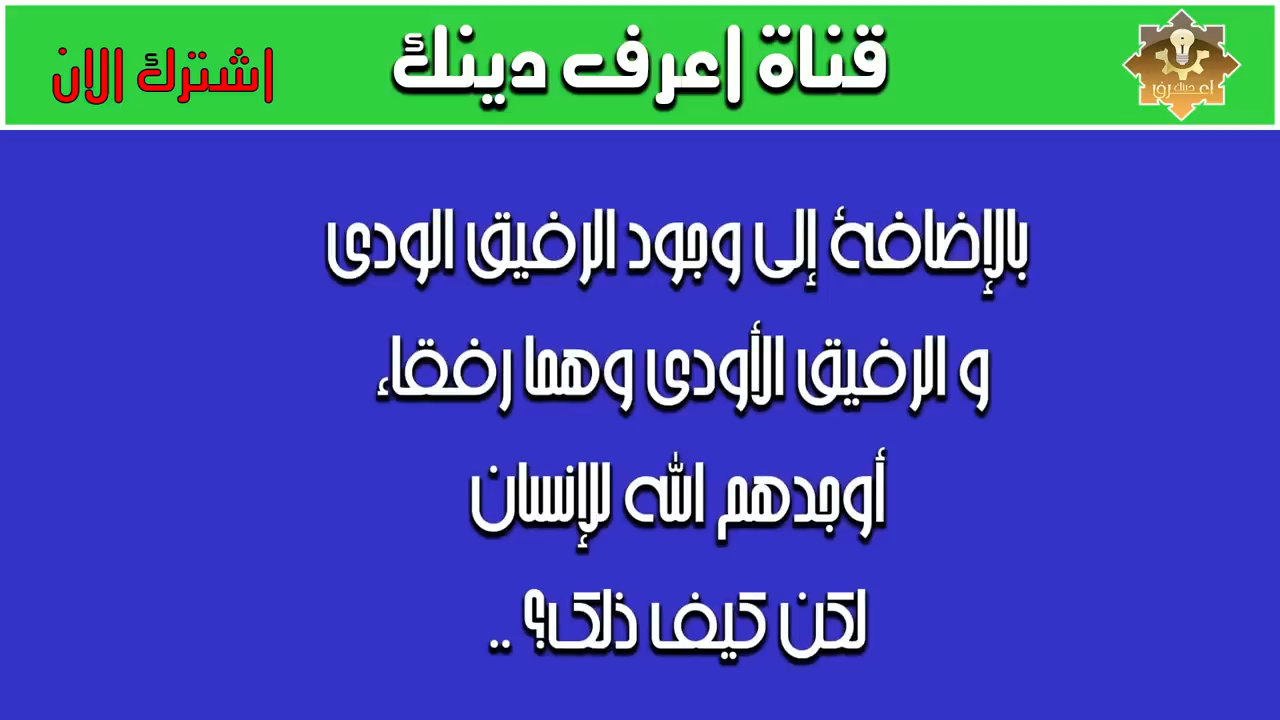 قناة اعرف دينك
اشترك الان
بالإضافة إلى وجود الرفيق الودى
و الرفيق الأودى وهما رفقاء
أوجدهم الله للإنسان
لكن كيف ذلك؟ ..